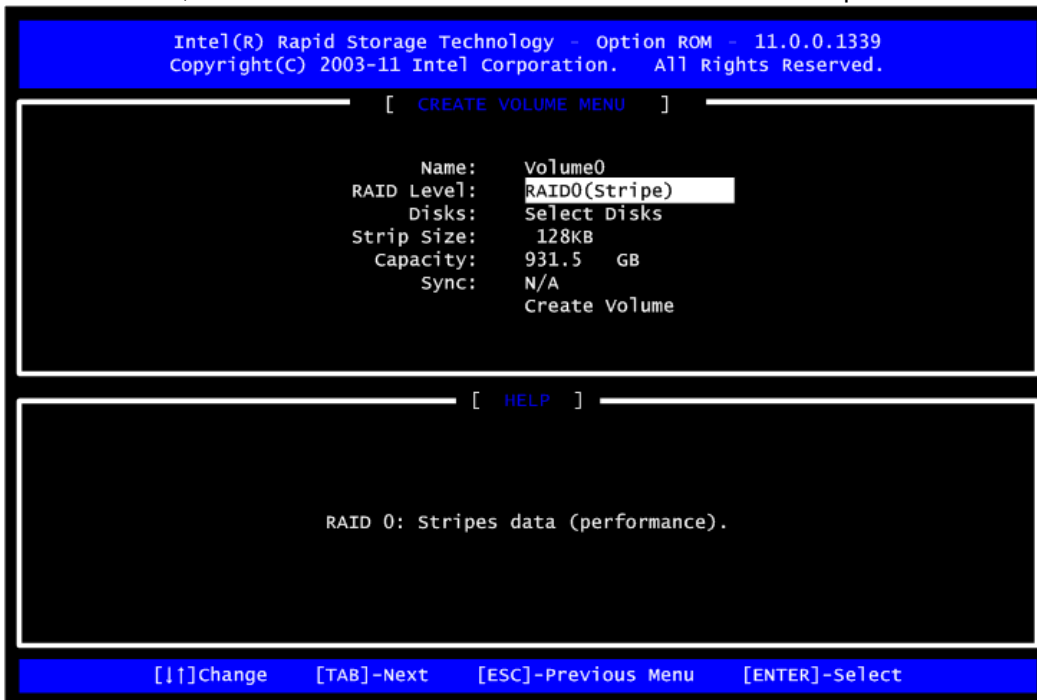 Intel(R) Rapid Storage Technology - Option ROM - 11.0.0.1339
Copyright(C) 2003-11 Intel Corporation. All Rights Reserved.
[ CREATE VOLUME MENU ]
Name: Volume0
RAID Level: RAID0(Stripe)
Disks: Select Disks
Strip Size: 128KB
Capacity: 931.5 GB
Sync: N/A
Create Volume
[ HELP ]
RAID 0: Stripes data (performance).
[↓↑]Change [TAB]-Next [ESC]-Previous Menu [ENTER]-Select